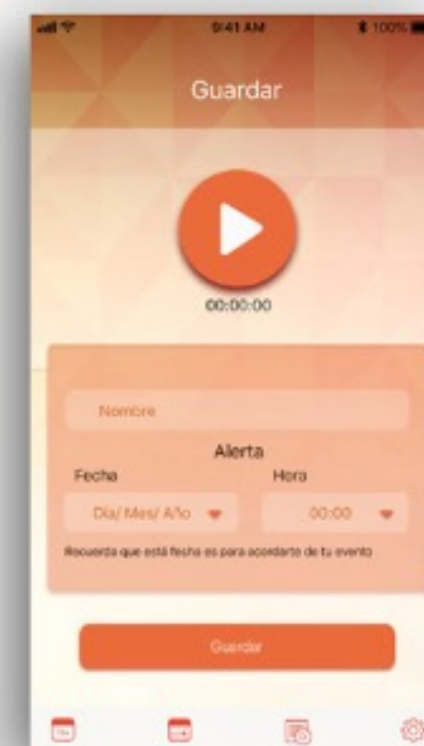 9:41 AM 100%
Guardar
00:00:00
Nombre
Alerta
Fecha Hora
Día/ Mes/ Año 00:00
Recuerda que está fecha es para acordarte de tu evento
Guardar